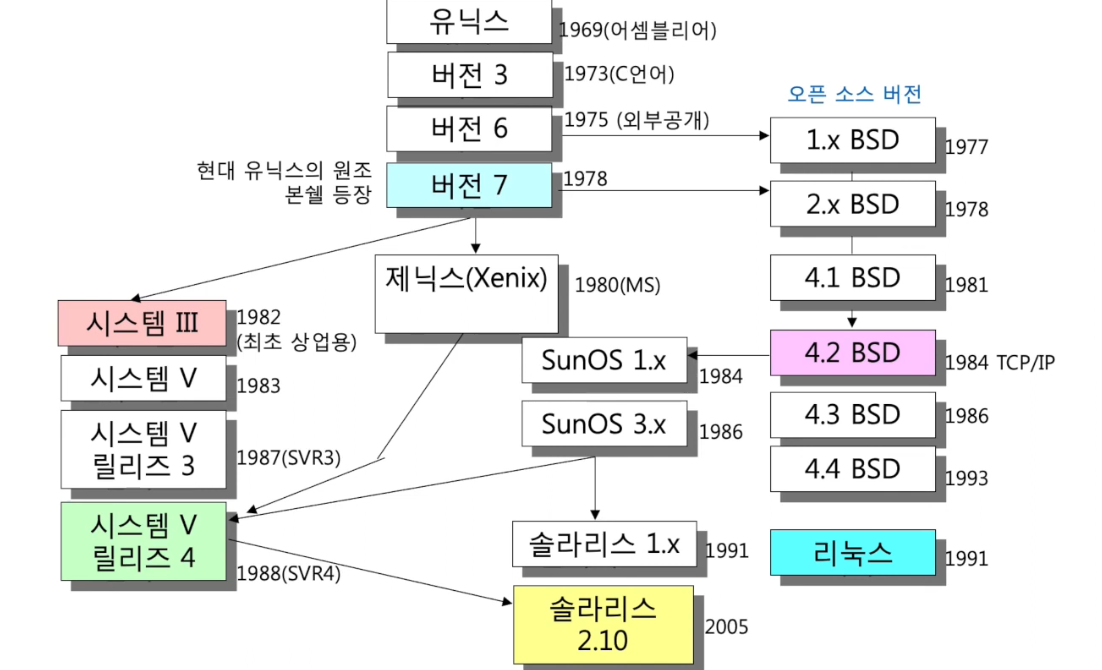 유닉스
1969(어셈블리어)
버전 3
1973(C언어)
버전 6
1975 (외부공개)
현대 유닉스의 원조
본쉘 등장
버전 7
1978
오픈 소스 버전
1.x BSD
1977
2.x BSD
1978
4.1 BSD
1981
4.2 BSD
1984 TCP/IP
4.3 BSD
1986
4.4 BSD
1993
리눅스
1991
제닉스(Xenix)
1980(MS)
SunOS 1.x
1984
SunOS 3.x
1986
솔라리스 1.x
1991
솔라리스
2.10
2005
시스템 III
1982
(최초 상업용)
시스템 V
1983
시스템 V
릴리즈 3
1987(SVR3)
시스템 V
릴리즈 4
1988(SVR4)